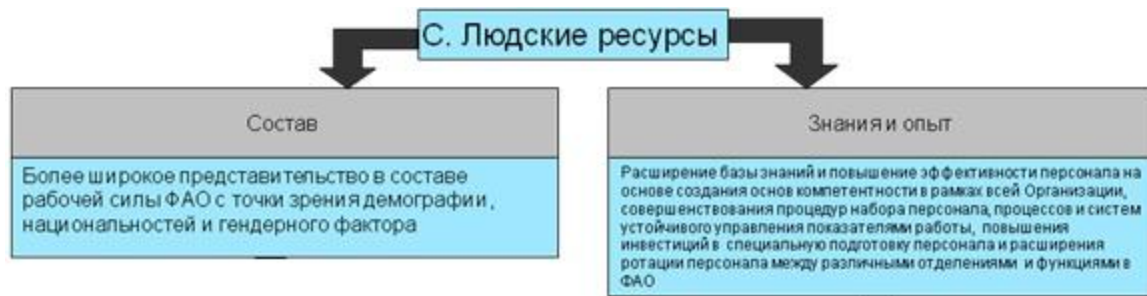 С. Людские ресурсы
Состав
Более широкое представительство в составе
рабочей силы ФАО с точки зрения демографии,
национальностей и гендерного фактора
Знания и опыт
Расширение базы знаний и повышение эффективности персонала на
основе создания основ компетентности в рамках всей Организации,
совершенствования процедур набора персонала, процессов и систем
устойчивого управления показателями работы, повышения
инвестиций в специальную подготовку персонала и расширения
ротации персонала между различными отделениями и функциями в
ФАО